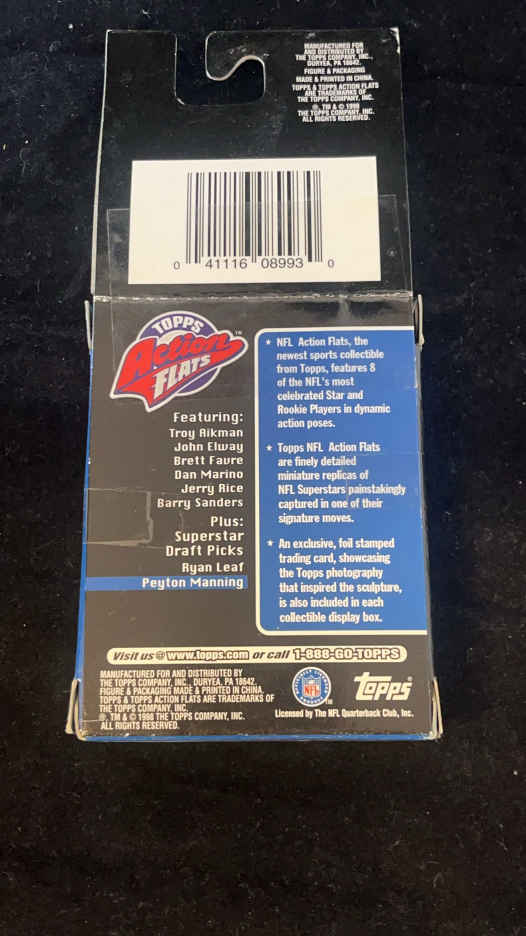 MANUFACTURED FOR
AND DISTRIBUTED BY
THE TOPPS COMPANY, INC.,
DURYEA, PA 18642.
FIGURE & PACKAGING
MADE & PRINTED IN CHINA.
TOPPS & TOPPS ACTION FLATS
ARE TRADEMARKS OF
THE TOPPS COMPANY, INC.
®, TM & © 1998
THE TOPPS COMPANY, INC.
ALL RIGHTS RESERVED.
0 41116 08993 0
TOPPS
Action™
FLATS
Featuring:
Troy Aikman
John Elway
Brett Favre
Dan Marino
Jerry Rice
Barry Sanders
Plus:
Superstar
Draft Picks
Ryan Leaf
Peyton Manning
★ NFL Action Flats, the
newest sports collectible
from Topps, features 8
of the NFL's most
celebrated Star and
Rookie Players in dynamic
action poses.
★ Topps NFL Action Flats
are finely detailed
miniature replicas of
NFL Superstars painstakingly
captured in one of their
signature moves.
★ An exclusive, foil stamped
trading card, showcasing
the Topps photography
that inspired the sculpture,
is also included in each
collectible display box.
Visit us @ www.topps.com or call 1-888-GO-TOPPS
MANUFACTURED FOR AND DISTRIBUTED BY
THE TOPPS COMPANY, INC., DURYEA, PA 18642.
FIGURE & PACKAGING MADE & PRINTED IN CHINA.
TOPPS & TOPPS ACTION FLATS ARE TRADEMARKS OF
THE TOPPS COMPANY, INC.
®, TM & © 1998 THE TOPPS COMPANY, INC.
ALL RIGHTS RESERVED.
NFL
TM
Topps®
Licensed by The NFL Quarterback Club, Inc.